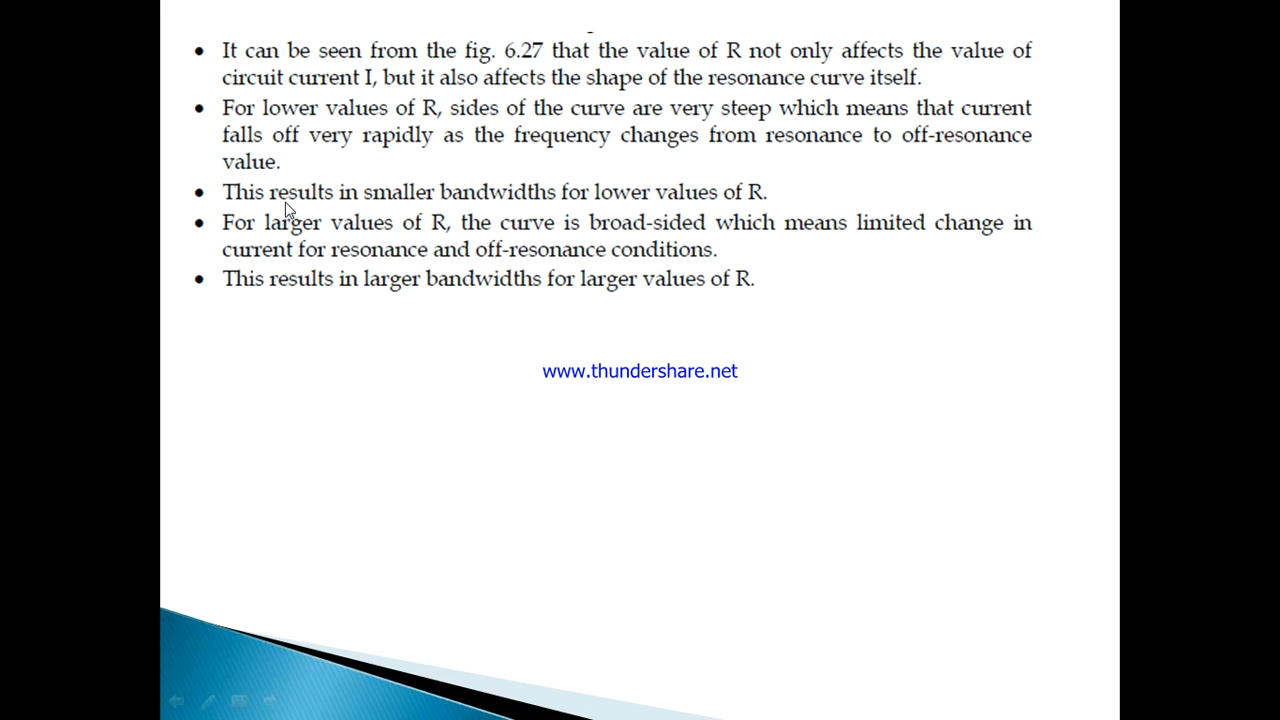 • It can be seen from the fig. 6.27 that the value of R not only affects the value of
circuit current I, but it also affects the shape of the resonance curve itself.
• For lower values of R, sides of the curve are very steep which means that current
falls off very rapidly as the frequency changes from resonance to off-resonance
value.
• This results in smaller bandwidths for lower values of R.
• For larger values of R, the curve is broad-sided which means limited change in
current for resonance and off-resonance conditions.
• This results in larger bandwidths for larger values of R.
www.thundershare.net